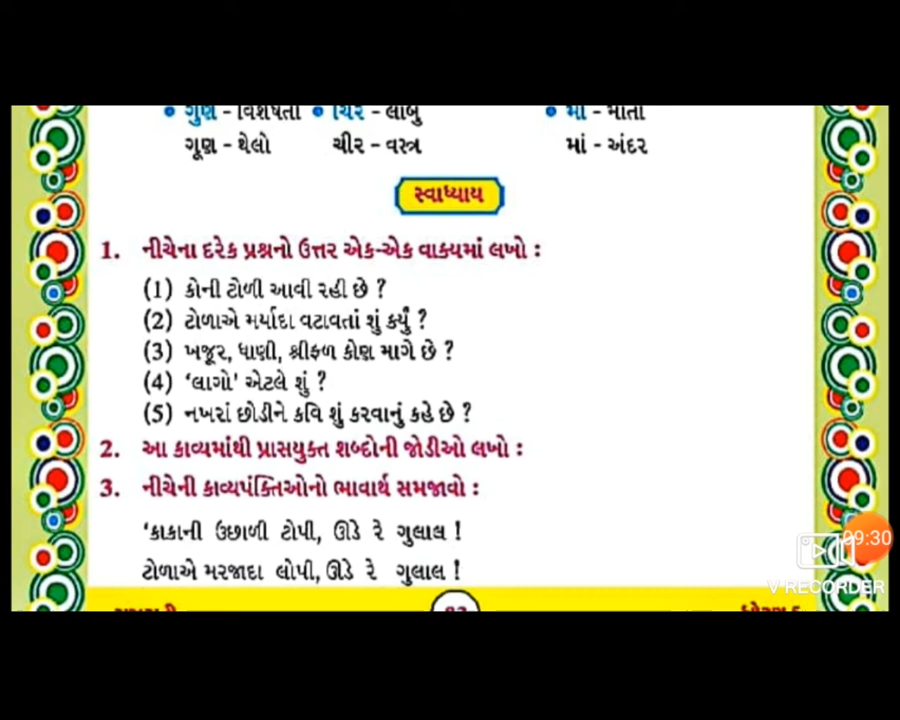 • ગુણ – વિશેષતા • ચિર – લાંબુ • મા – માતા
ગૂણ – થેલો ચીર – વસ્ત્ર માં – અંદર
સ્વાધ્યાય
1. નીચેના દરેક પ્રશ્નનો ઉત્તર એક-એક વાક્યમાં લખો :
(1) કોની ટોળી આવી રહી છે ?
(2) ટોળાએ મર્યાદા વટાવતાં શું કર્યું ?
(3) ખજૂર, ધાણી, શ્રીફળ કોણ માગે છે ?
(4) ‘લાગો’ એટલે શું ?
(5) નખરાં છોડીને કવિ શું કરવાનું કહે છે ?
2. આ કાવ્યમાંથી પ્રાસયુક્ત શબ્દોની જોડીઓ લખો :
3. નીચેની કાવ્યપંક્તિઓનો ભાવાર્થ સમજાવો :
‘કાકાની ઉછાળી ટોપી, ઊડે રે ગુલાલ !
ટોળાએ મરજાદા લોપી, ઊડે રે ગુલાલ !
09:30
V RECORDER